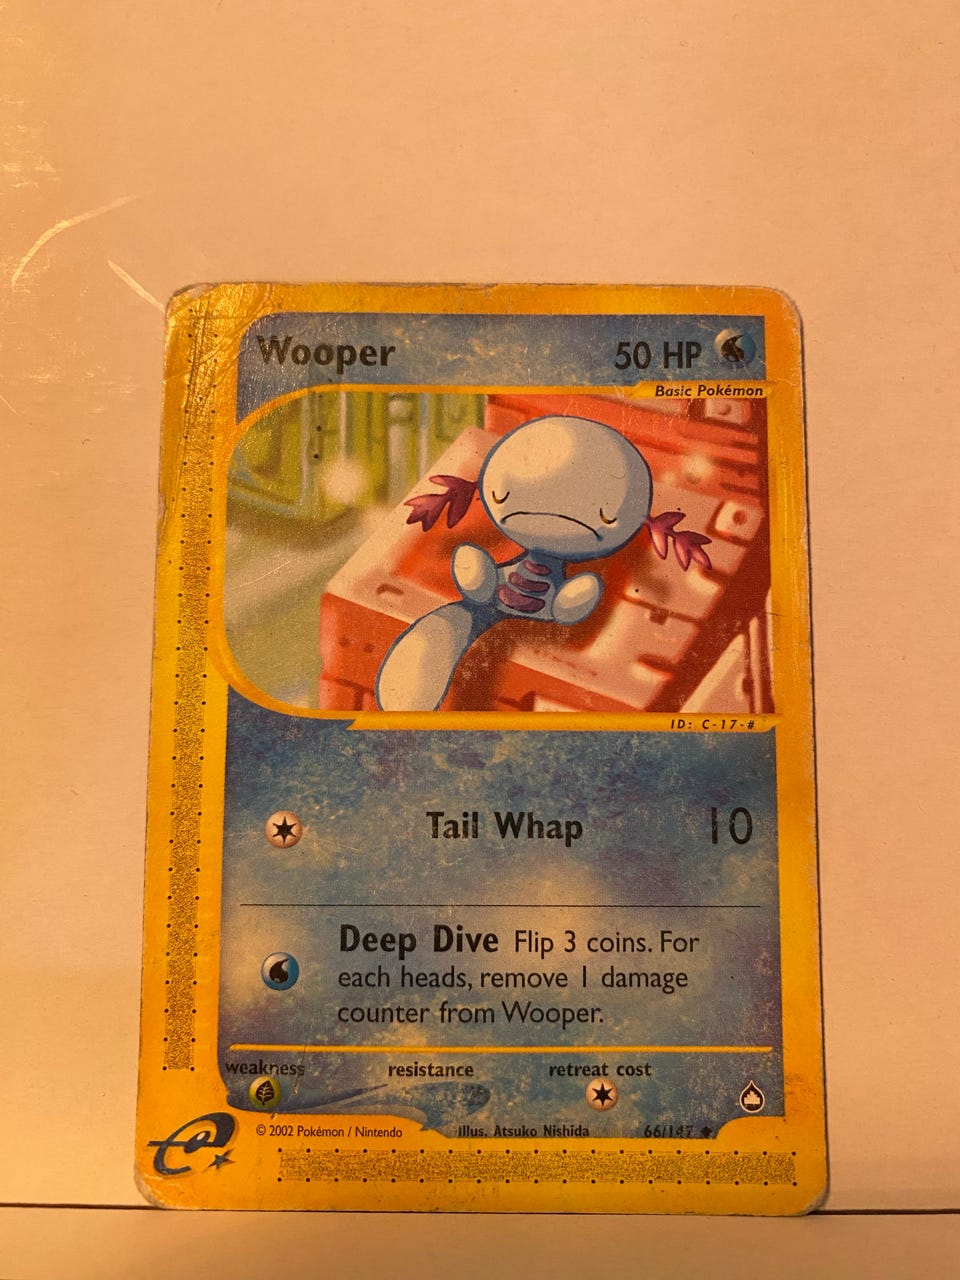 Wooper
50 HP
Basic Pokémon
ID: C-17-#
Tail Whap 10
Deep Dive Flip 3 coins. For
each heads, remove 1 damage
counter from Wooper.
weakness resistance retreat cost
e
© 2002 Pokémon / Nintendo Illus. Atsuko Nishida 66/147